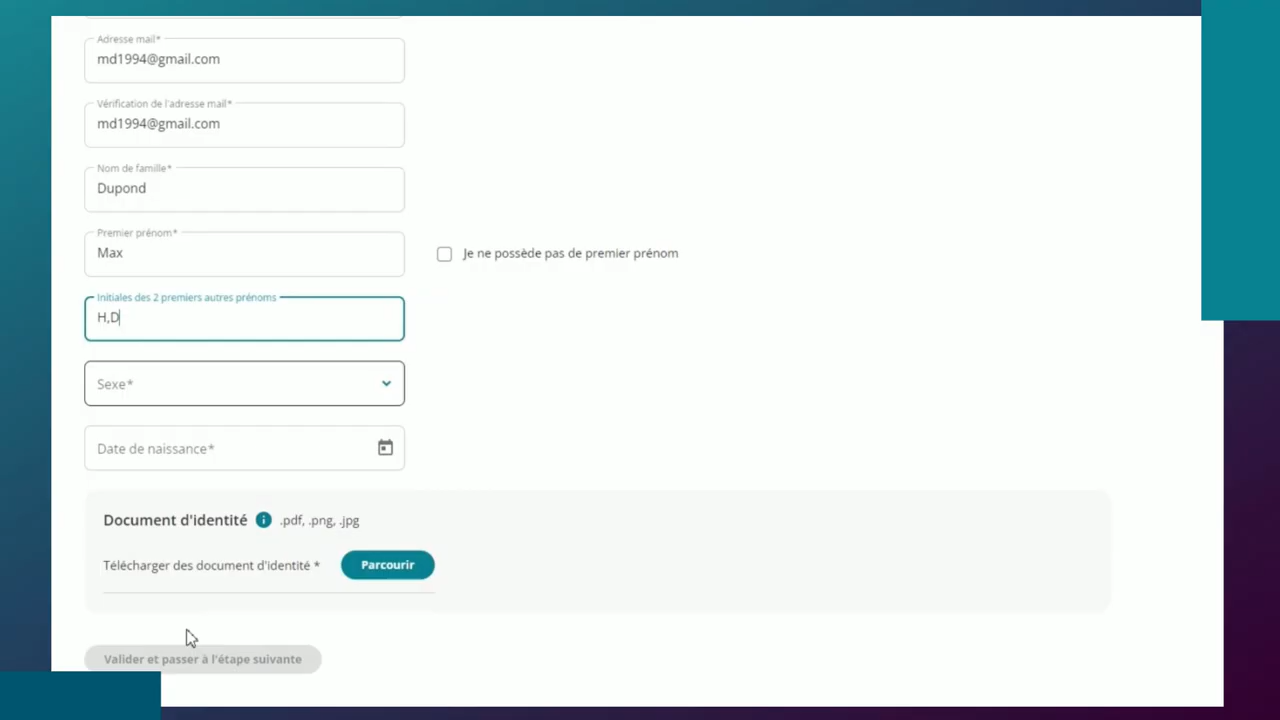 Adresse mail*
md1994@gmail.com
Vérification de l'adresse mail*
md1994@gmail.com
Nom de famille*
Dupond
Premier prénom*
Max
Je ne possède pas de premier prénom
Initiales des 2 premiers autres prénoms
H,D
Sexe*
Date de naissance*
Document d'identité .pdf, .png, .jpg
Télécharger des document d'identité * Parcourir
Valider et passer à l'étape suivante